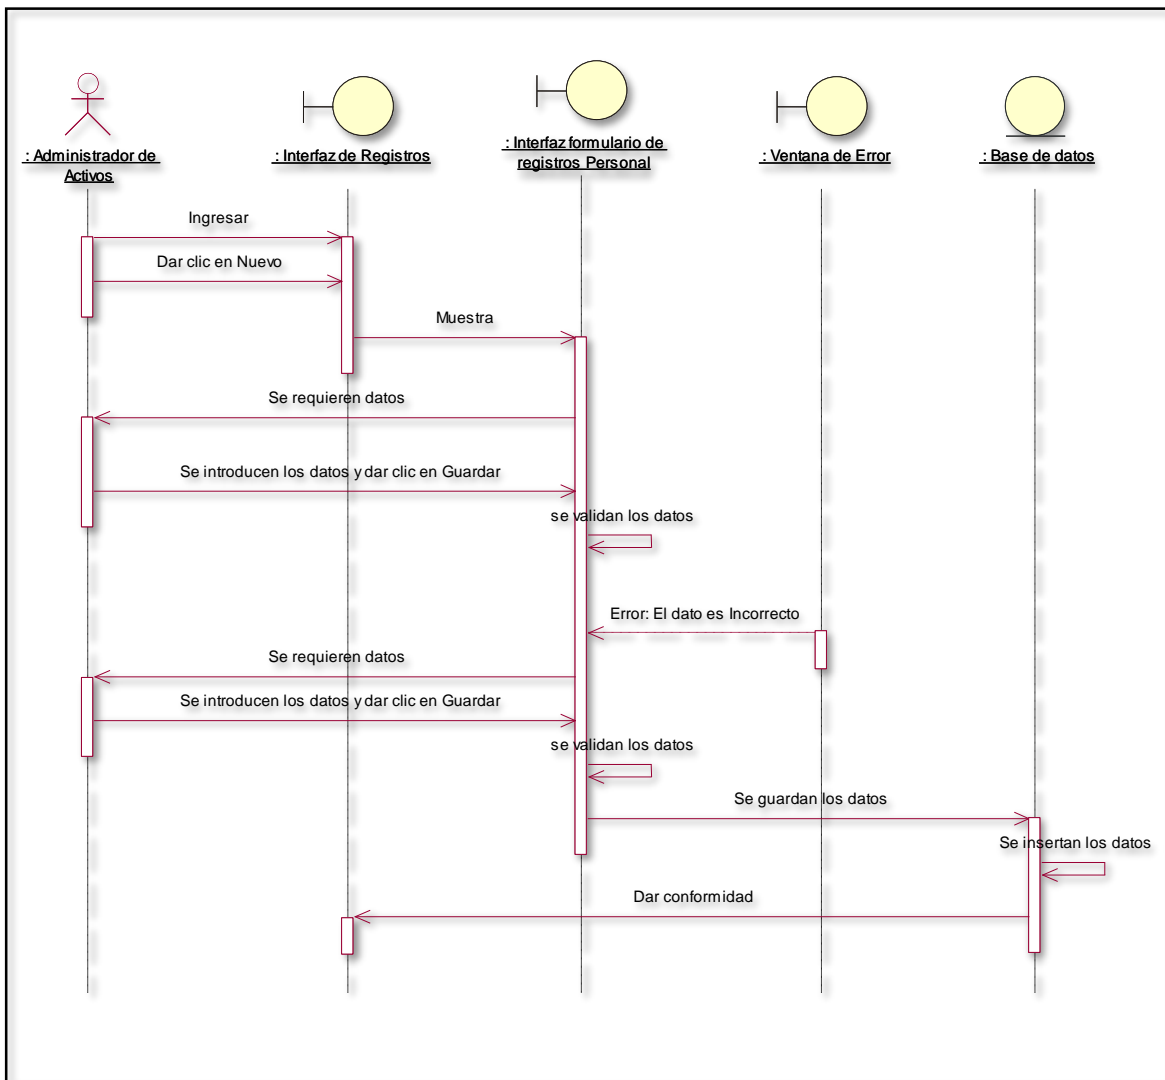 : Administrador de
Activos
: Interfaz de Registros
: Interfaz formulario de
registros Personal
: Ventana de Error
: Base de datos
Ingresar
Dar clic en Nuevo
Muestra
Se requieren datos
Se introducen los datos y dar clic en Guardar
se validan los datos
Error: El dato es Incorrecto
Se requieren datos
Se introducen los datos y dar clic en Guardar
se validan los datos
Se guardan los datos
Se insertan los datos
Dar conformidad